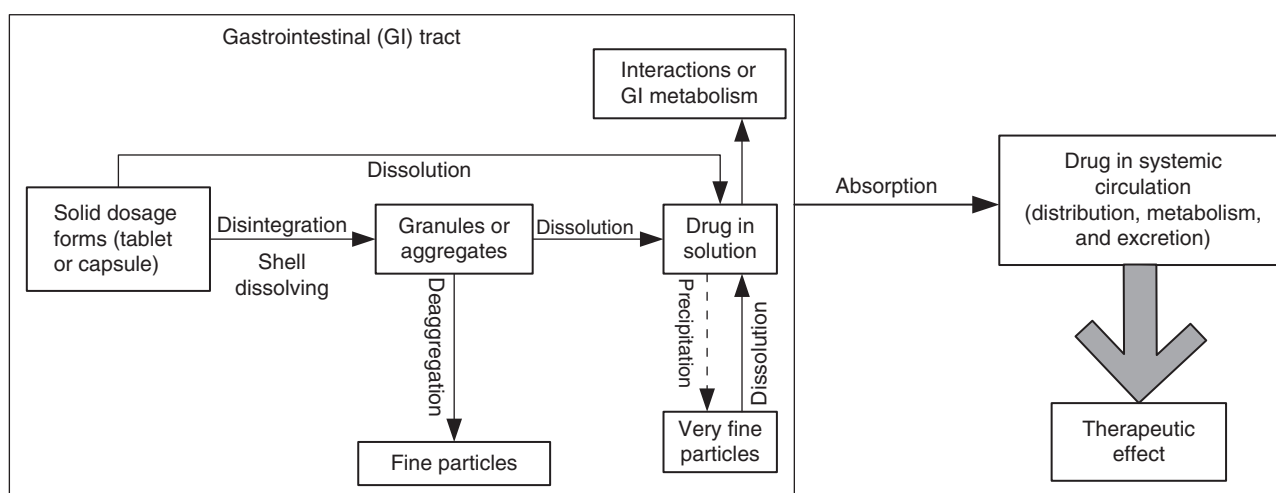 Gastrointestinal (GI) tract
Interactions or
GI metabolism
Dissolution
Solid dosage
forms (tablet
or capsule)
Disintegration
Shell
dissolving
Granules or
aggregates
Dissolution
Drug in
solution
Absorption
Drug in systemic
circulation
(distribution, metabolism,
and excretion)
Deaggregation
Precipitation
Dissolution
Fine particles
Very fine
particles
Therapeutic
effect